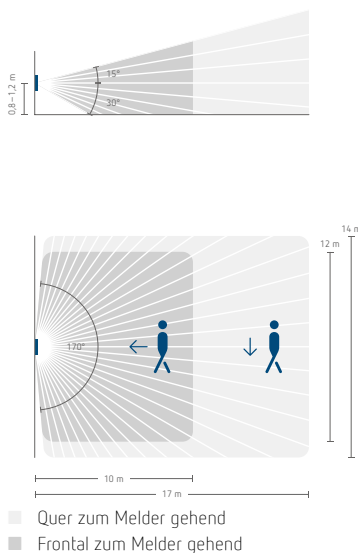 15°
30°
0,8–1,2 m
14 m
12 m
170°
10 m
17 m
Quer zum Melder gehend
Frontal zum Melder gehend